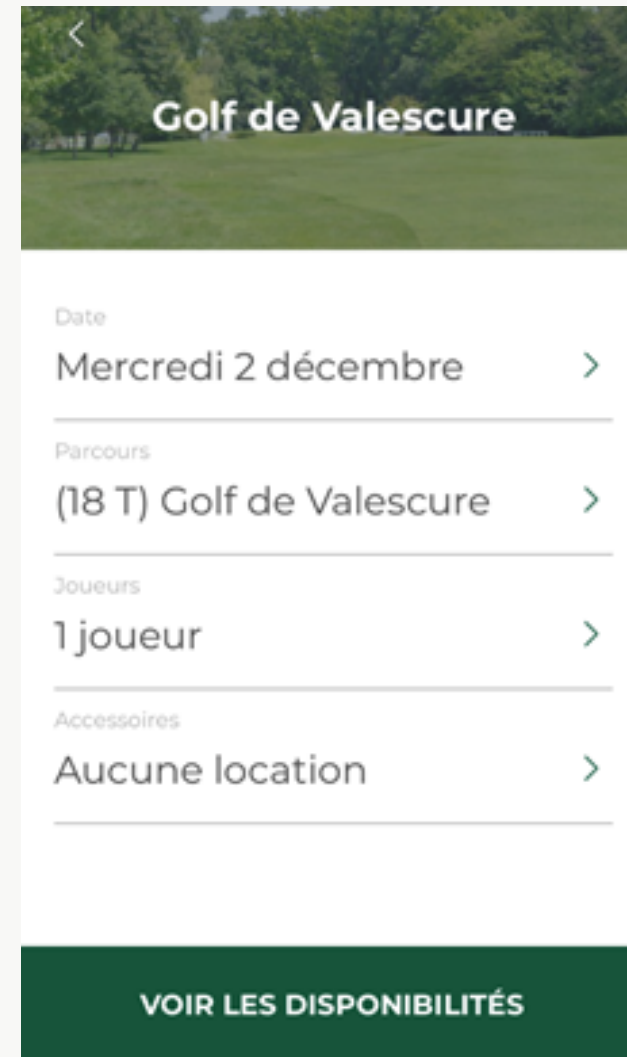 Golf de Valescure
Date
Mercredi 2 décembre
Parcours
(18 T) Golf de Valescure
Joueurs
1 joueur
Accessoires
Aucune location
VOIR LES DISPONIBILITÉS